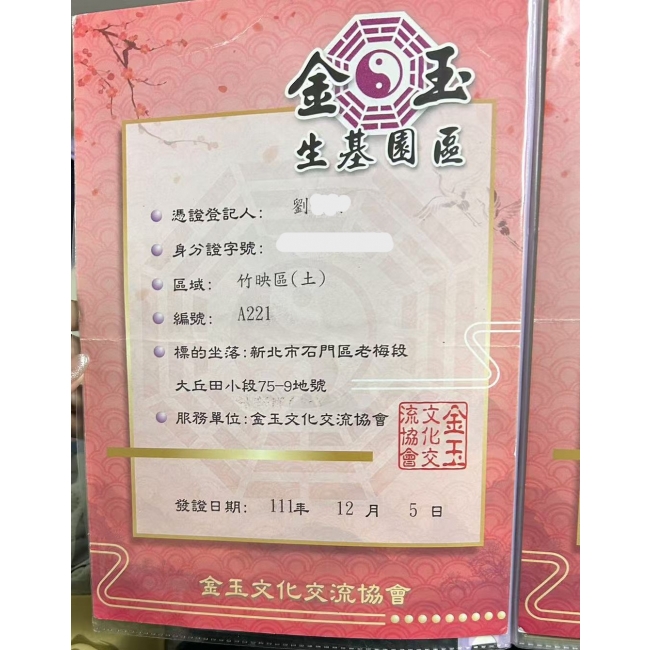 金玉
生基園區
憑證登記人: 劉
身分證字號:
區域: 竹映區(土)
編號: A221
標的坐落:新北市石門區老梅段
大丘田小段75-9地號
服務單位:金玉文化交流協會
金玉
文化交
流協會
發證日期: 111年 12 月 5 日
金玉文化交流協會